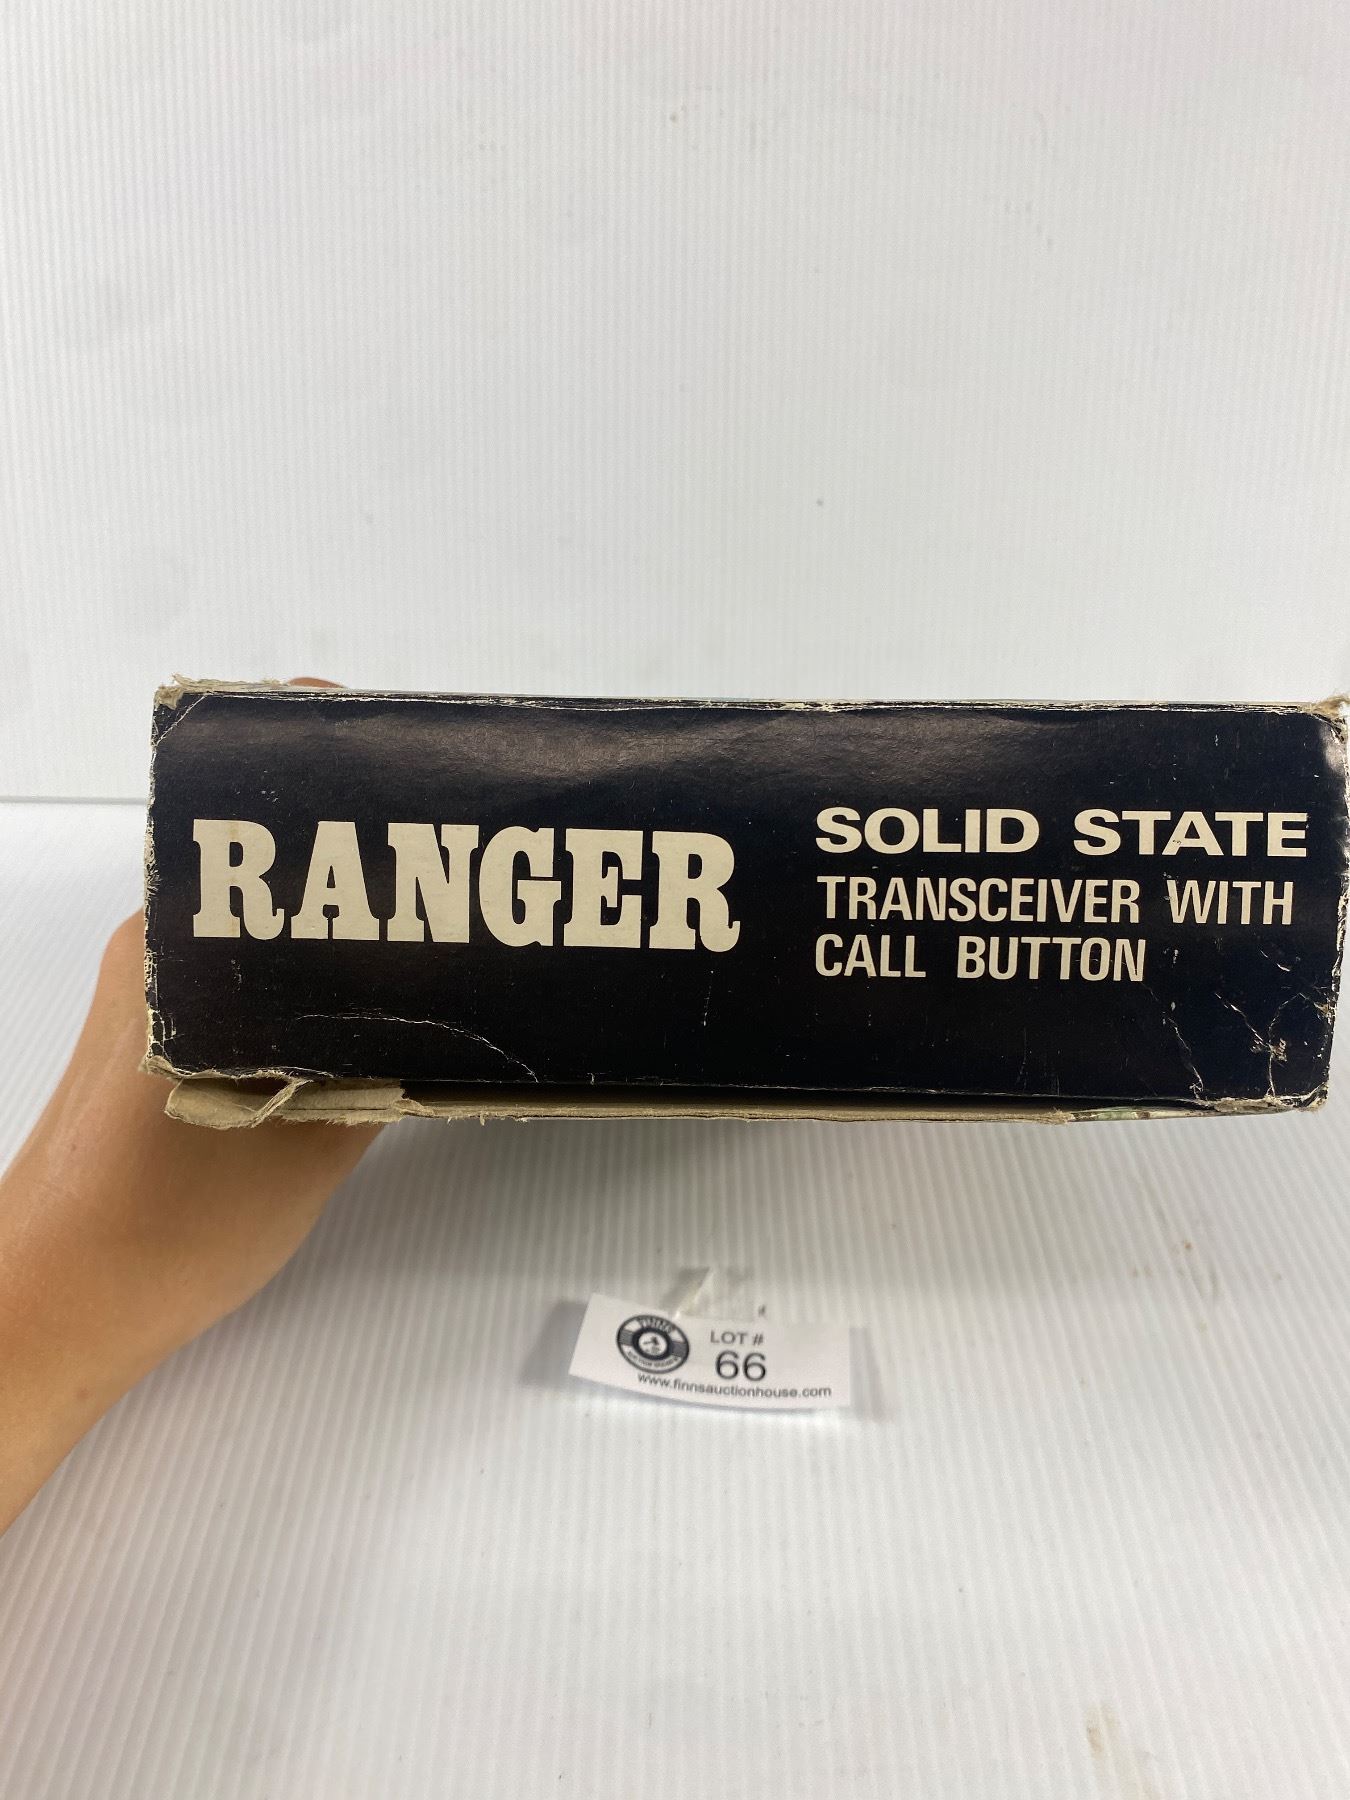 RANGER
SOLID STATE
TRANSCEIVER WITH
CALL BUTTON
LOT #
66
www.finnsauctionhouse.com